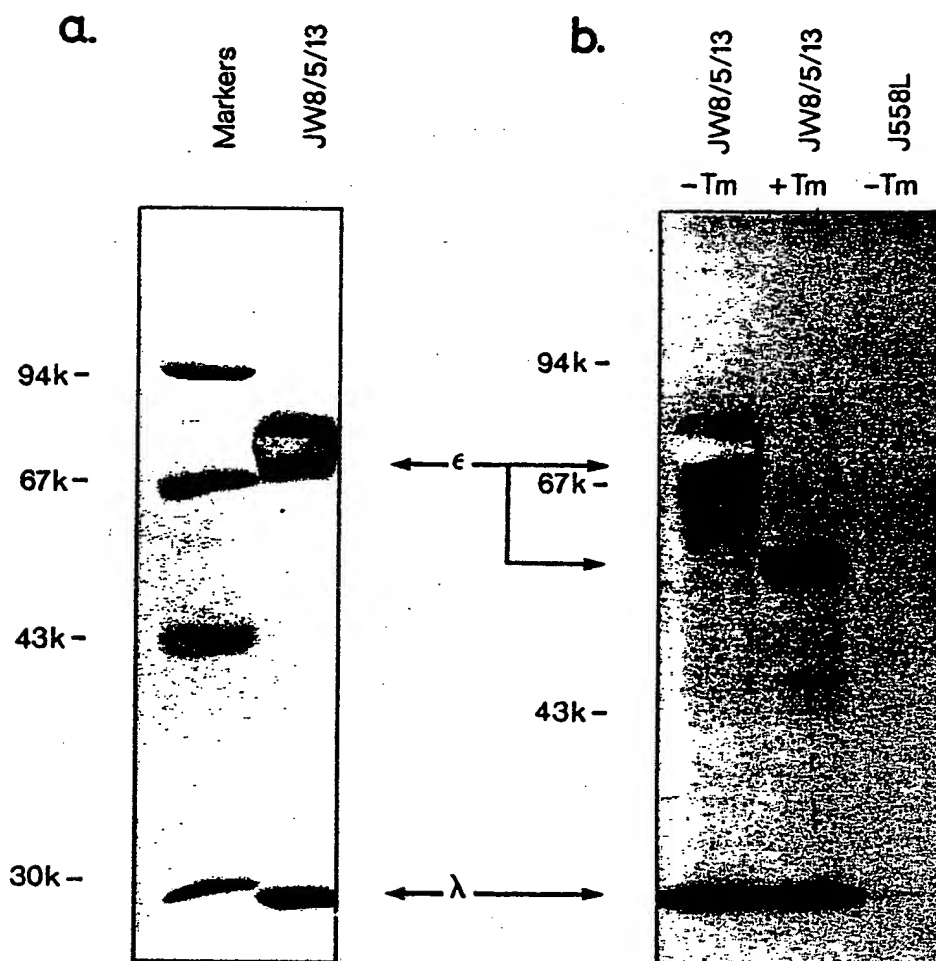 a.
Markers
JW8/5/13
94k –
67k –
43k –
30k –
ϵ
λ
b.
JW8/5/13
JW8/5/13
J558L
–Tm
+Tm
–Tm
94k –
67k –
43k –